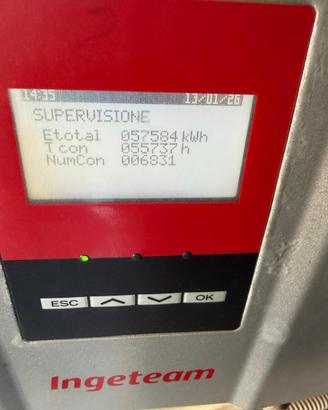 14:35 13/01/26
SUPERVISIONE
Etotal 057584 kWh
T con 055737 h
NumCon 006831
ESC OK
Ingeteam